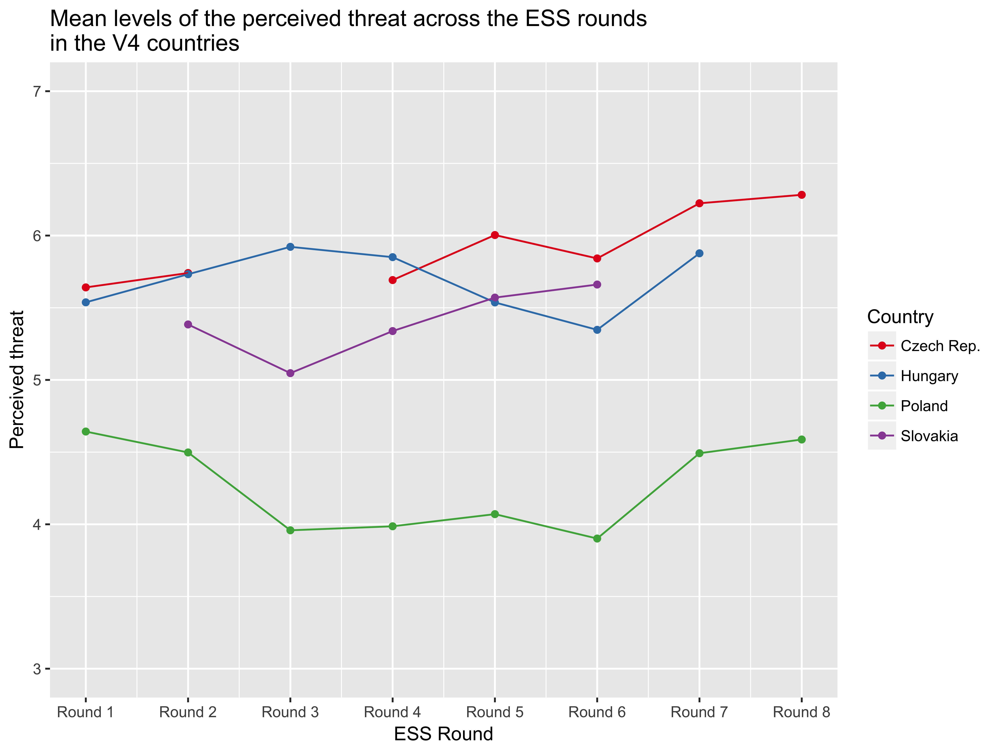 Mean levels of the perceived threat across the ESS rounds
in the V4 countries
Perceived threat
7
6
5
4
3
Round 1
Round 2
Round 3
Round 4
Round 5
Round 6
Round 7
Round 8
ESS Round
Country
Czech Rep.
Hungary
Poland
Slovakia